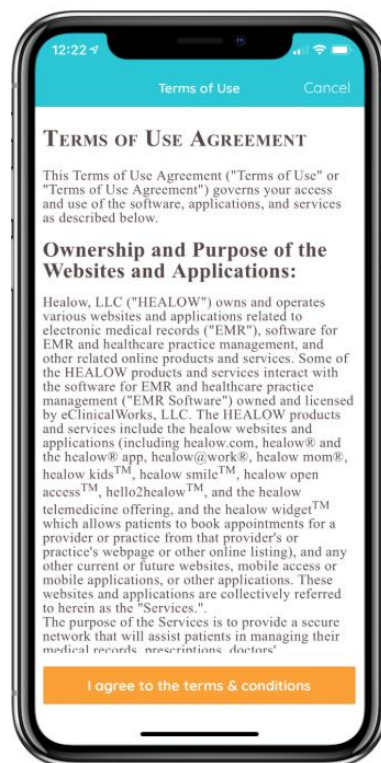 12:22
Terms of Use
Cancel
TERMS OF USE AGREEMENT
This Terms of Use Agreement ("Terms of Use" or
"Terms of Use Agreement") governs your access
and use of the software, applications, and services
as described below.
Ownership and Purpose of the
Websites and Applications:
Healow, LLC ("HEALOW") owns and operates
various websites and applications related to
electronic medical records ("EMR"), software for
EMR and healthcare practice management, and
other related online products and services. Some of
the HEALOW products and services interact with
the software for EMR and healthcare practice
management ("EMR Software") owned and licensed
by eClinicalWorks, LLC. The HEALOW products
and services include the healow websites and
applications (including healow.com, healow® and
the healow® app, healow@work®, healow mom®,
healow kids™, healow smile™, healow open
access™, hello2healow™, and the healow
telemedicine offering, and the healow widget™
which allows patients to book appointments for a
provider or practice from that provider's or
practice's webpage or other online listing), and any
other current or future websites, mobile access or
mobile applications, or other applications. These
websites and applications are collectively referred
to herein as the "Services.".
The purpose of the Services is to provide a secure
network that will assist patients in managing their
medical records, prescriptions, doctors'
I agree to the terms & conditions